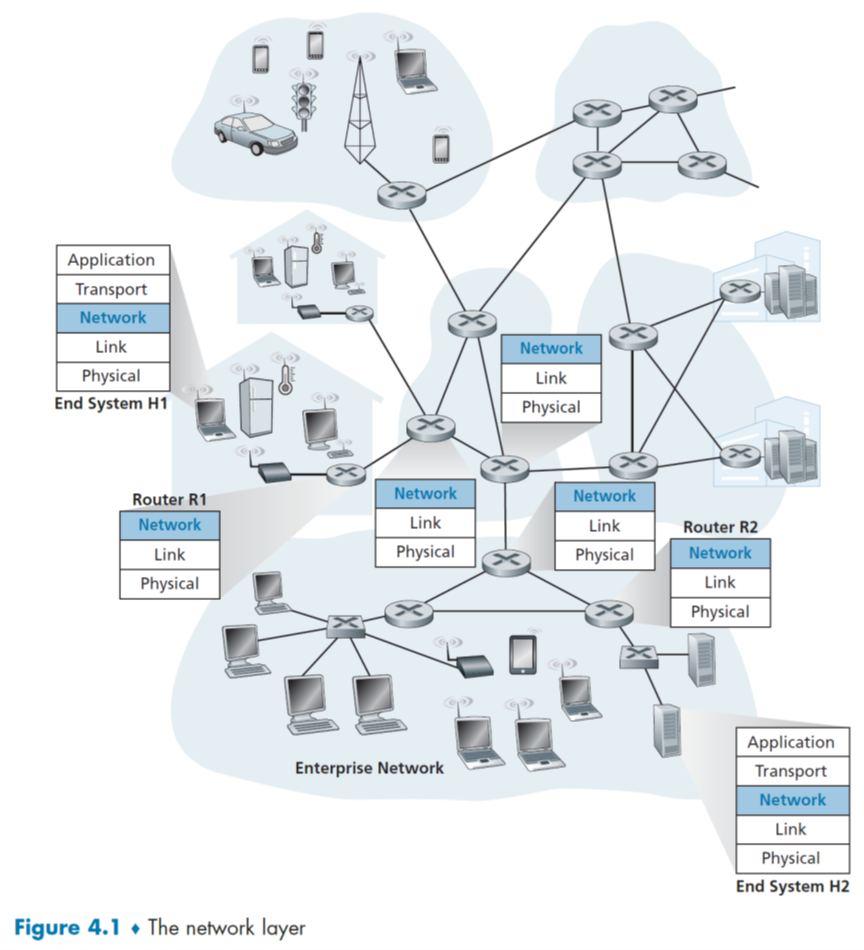 Application
Transport
Network
Link
Physical
End System H1
Network
Link
Physical
Router R1
Network
Link
Physical
Network
Link
Physical
Network
Link
Physical
Router R2
Network
Link
Physical
Enterprise Network
Application
Transport
Network
Link
Physical
End System H2
Figure 4.1 ♦ The network layer